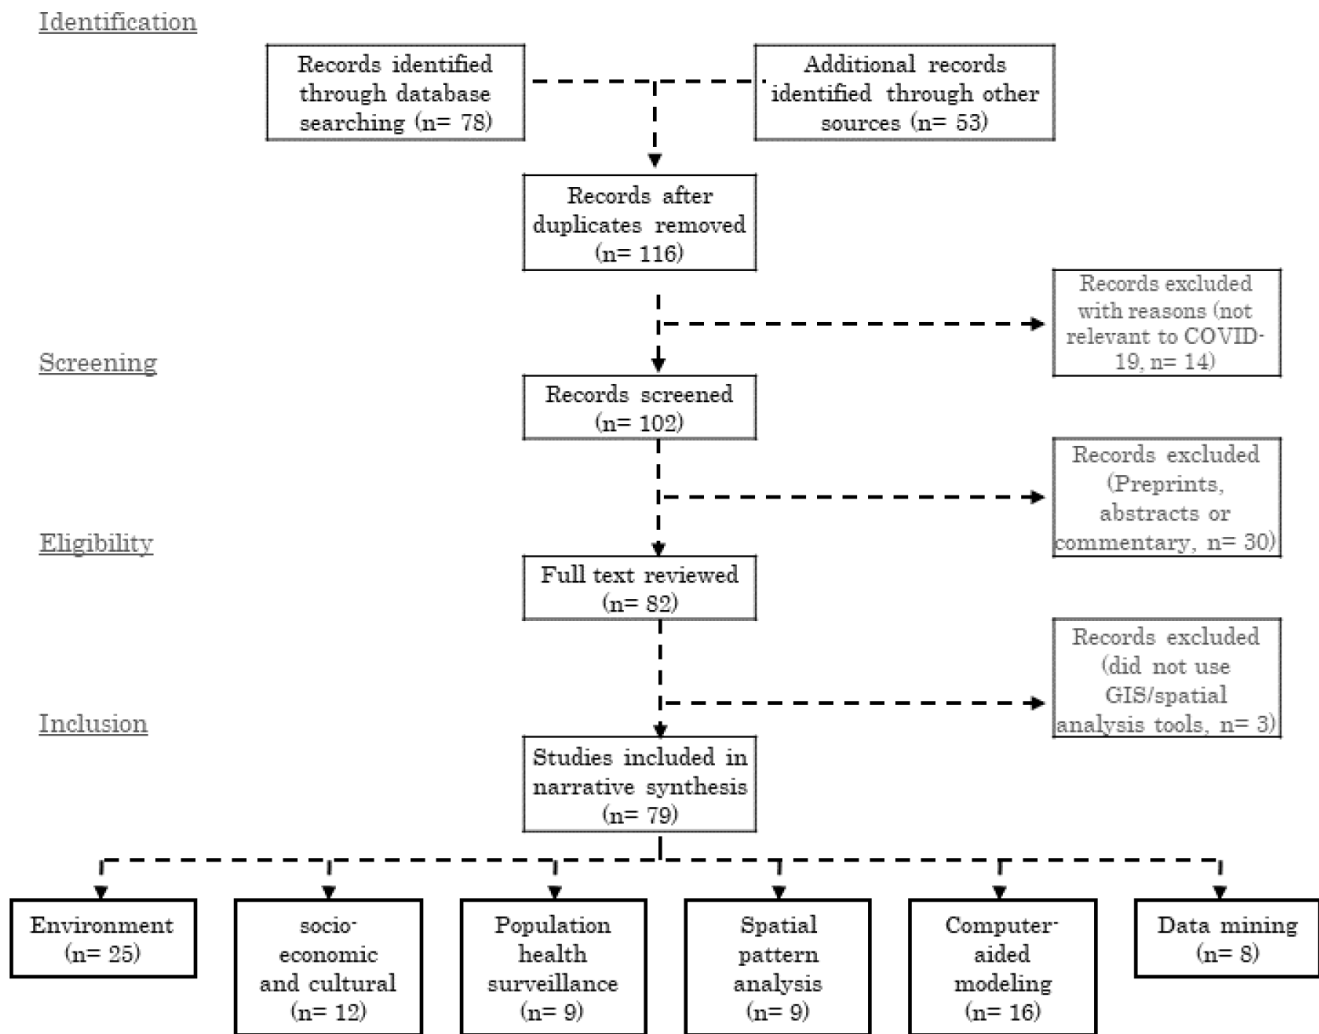 Identification
Records identified
through database
searching (n= 78)
Additional records
identified through other
sources (n= 53)
Records after
duplicates removed
(n= 116)
Records excluded
with reasons (not
relevant to COVID-
19, n= 14)
Screening
Records screened
(n= 102)
Records excluded
(Preprints,
abstracts or
commentary, n= 30)
Eligibility
Full text reviewed
(n= 82)
Records excluded
(did not use
GIS/spatial
analysis tools, n= 3)
Inclusion
Studies included in
narrative synthesis
(n= 79)
Environment
(n= 25)
socio-
economic
and cultural
(n= 12)
Population
health
surveillance
(n= 9)
Spatial
pattern
analysis
(n= 9)
Computer-
aided
modeling
(n= 16)
Data mining
(n= 8)